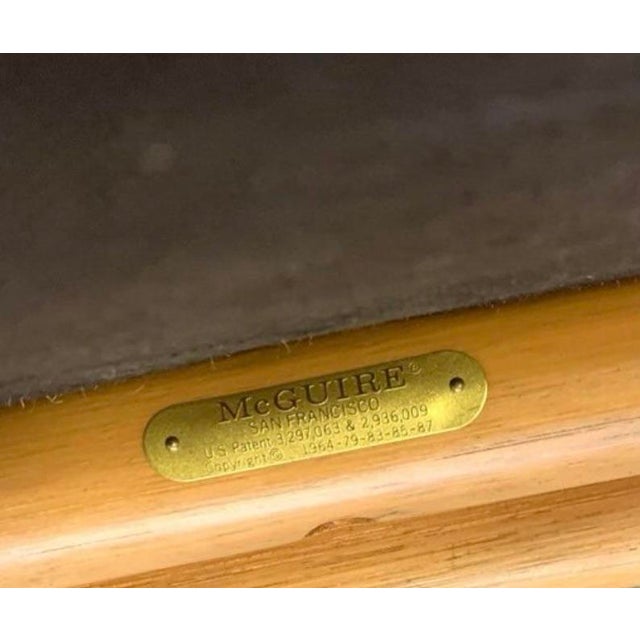 McGUIRE®
SAN FRANCISCO
U.S. Patent 3,297,063 & 2,936,009
Copyright © 1964-79-83-85-87